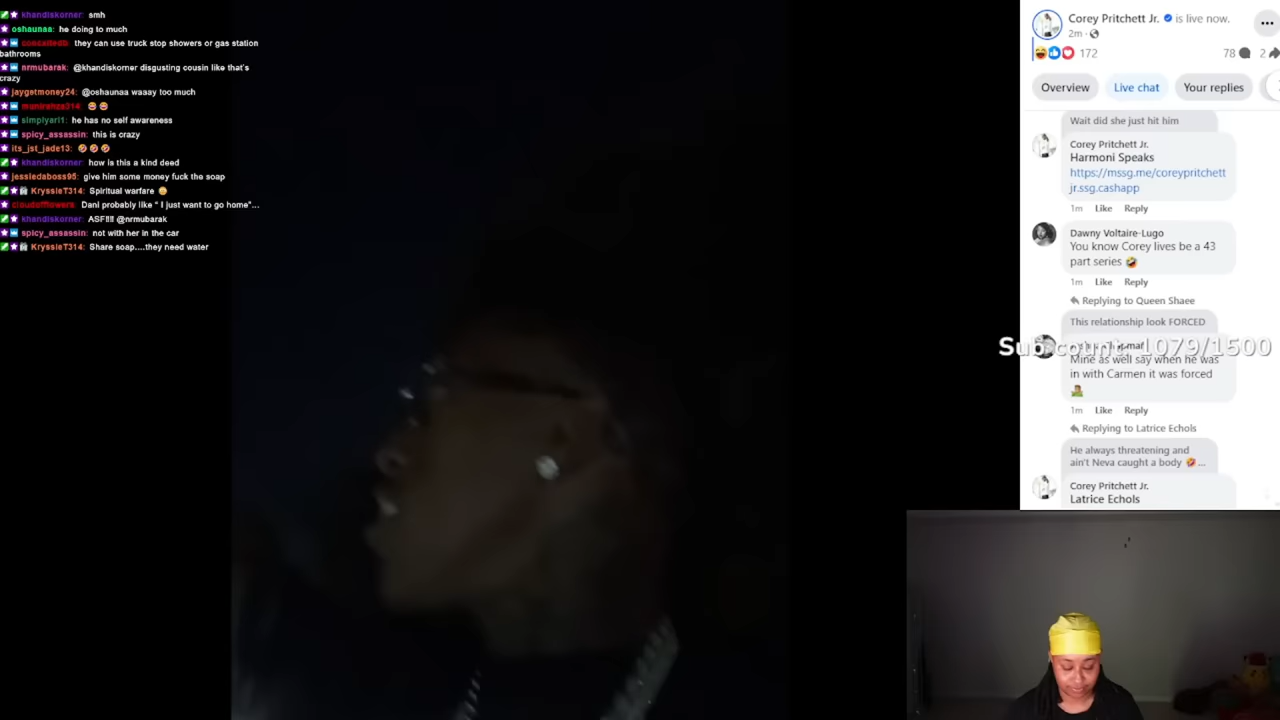 khandiskorner: smh
oshaunaa: he doing to much
they can use truck stop showers or gas station
bathrooms
nrmubarak: @khandiskorner disgusting cousin like that's
crazy
jaygetmoney24: @oshaunaa waaay too much
simplyari1: he has no self awareness
spicy_assassin: this is crazy
its_jst_jade13: 🤣🤣🤣
khandiskorner: how is this a kind deed
jessiedaboss95: give him some money fuck the soap
KryssieT314: Spiritual warfare
cloudofflowers: Danl probably like “ I just want to go home”...
khandiskorner: ASF!!!! @nrmubarak
spicy_assassin: not with her in the car
KryssieT314: Share soap....they need water
Corey Pritchett Jr. is live now.
2m
172
78
2
Overview
Live chat
Your replies
Wait did she just hit him
Corey Pritchett Jr.
Harmoni Speaks
https://mssg.me/coreypritchett
jr.ssg.cashapp
1m Like Reply
Dawny Voltaire-Lugo
You know Corey lives be a 43
part series 🤣
1m Like Reply
Replying to Queen Shaee
This relationship look FORCED
Sub count: 1079/1500
Mine as well say when he was
in with Carmen it was forced
1m Like Reply
Replying to Latrice Echols
He always threatening and
ain't Neva caught a body 🤣 ...
Corey Pritchett Jr.
Latrice Echols